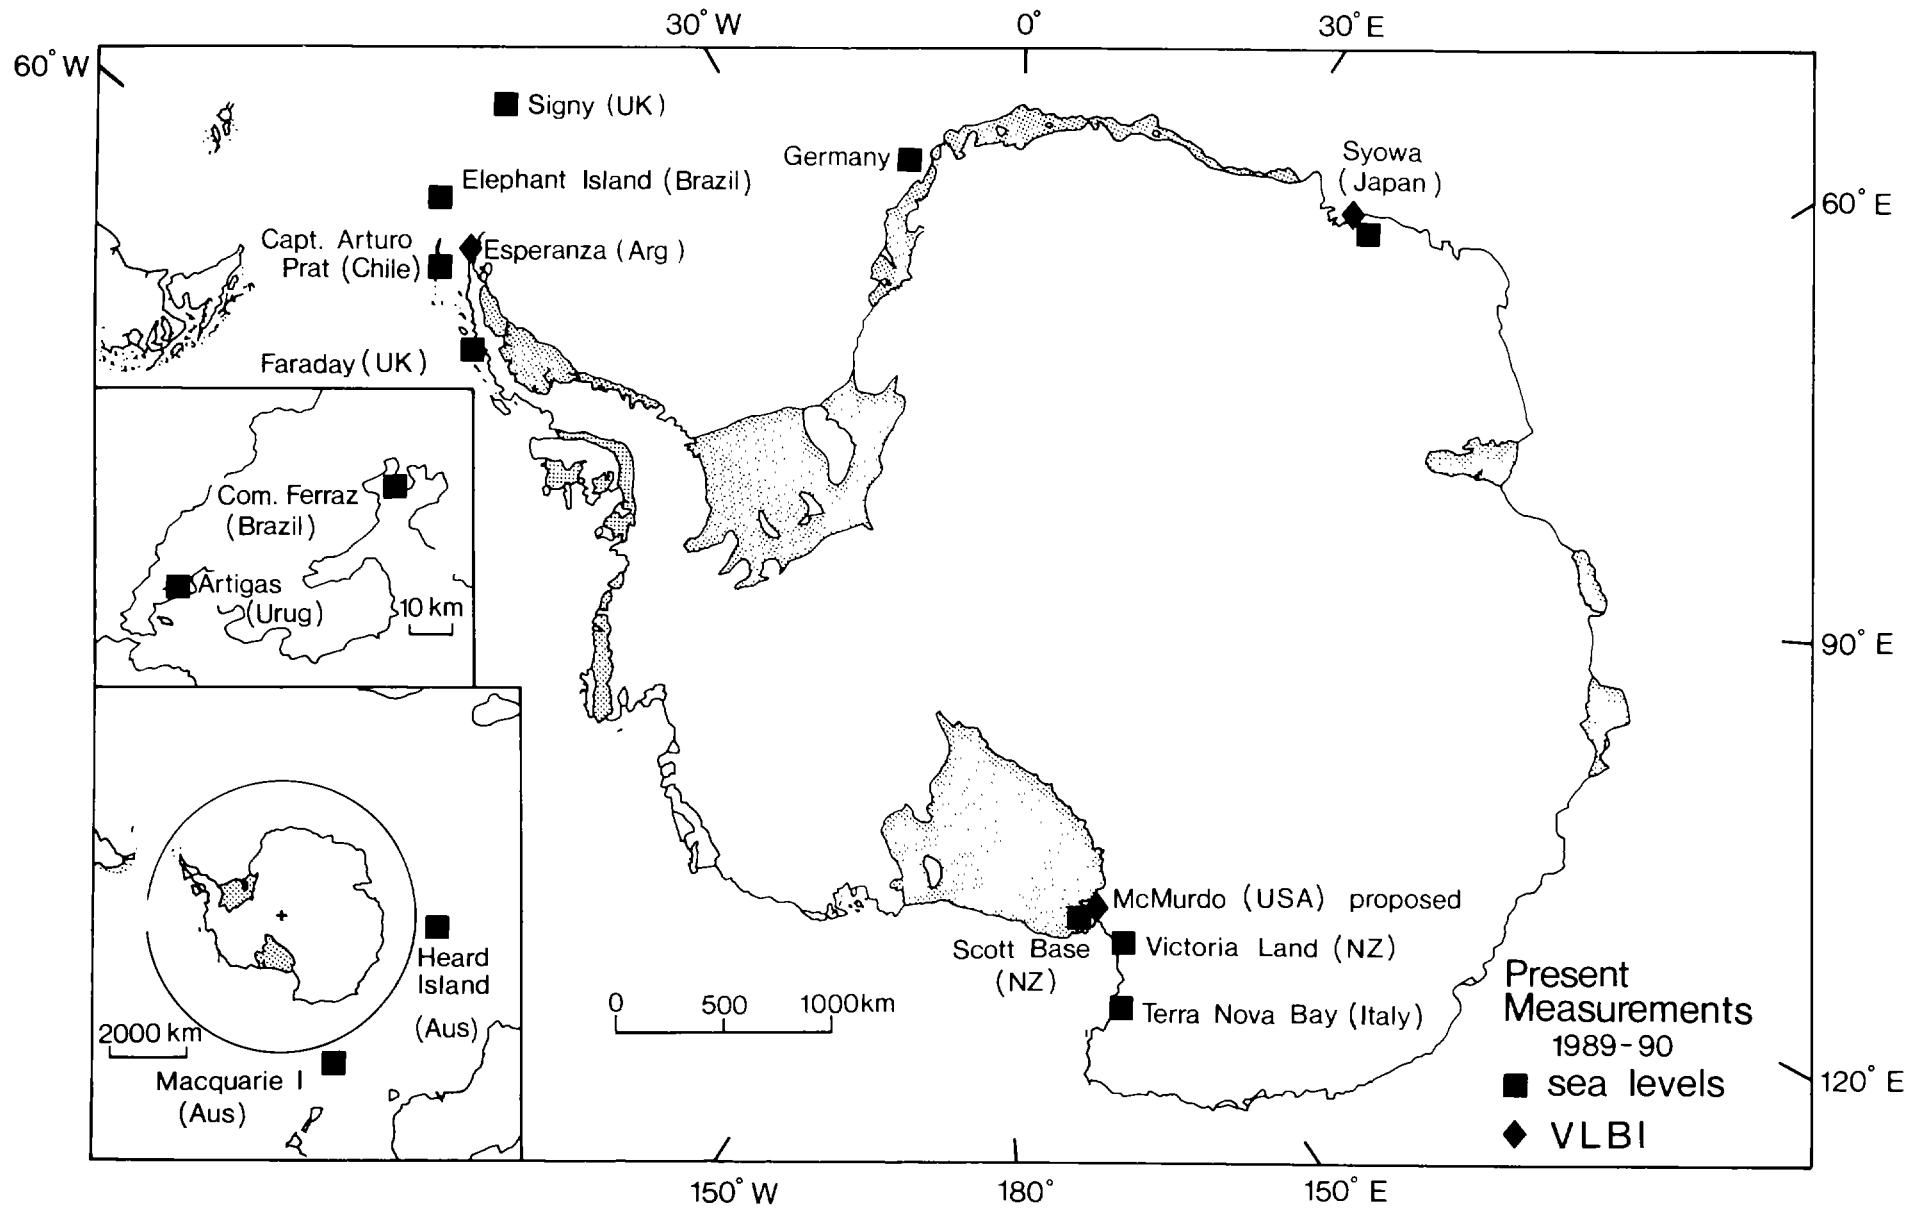 30° W
0°
30° E
60° W
Signy (UK)
Germany
Syowa
(Japan)
Elephant Island (Brazil)
60° E
Capt. Arturo
Prat (Chile)
Esperanza (Arg)
Faraday (UK)
Com. Ferraz
(Brazil)
Artigas
(Urug)
10 km
90° E
McMurdo (USA) proposed
Scott Base
(NZ)
Victoria Land (NZ)
Heard
Island
(Aus)
Present
Measurements
1989-90
sea levels
VLBI
0 500 1000km
Terra Nova Bay (Italy)
2000 km
Macquarie I
(Aus)
120° E
150° W
180°
150° E